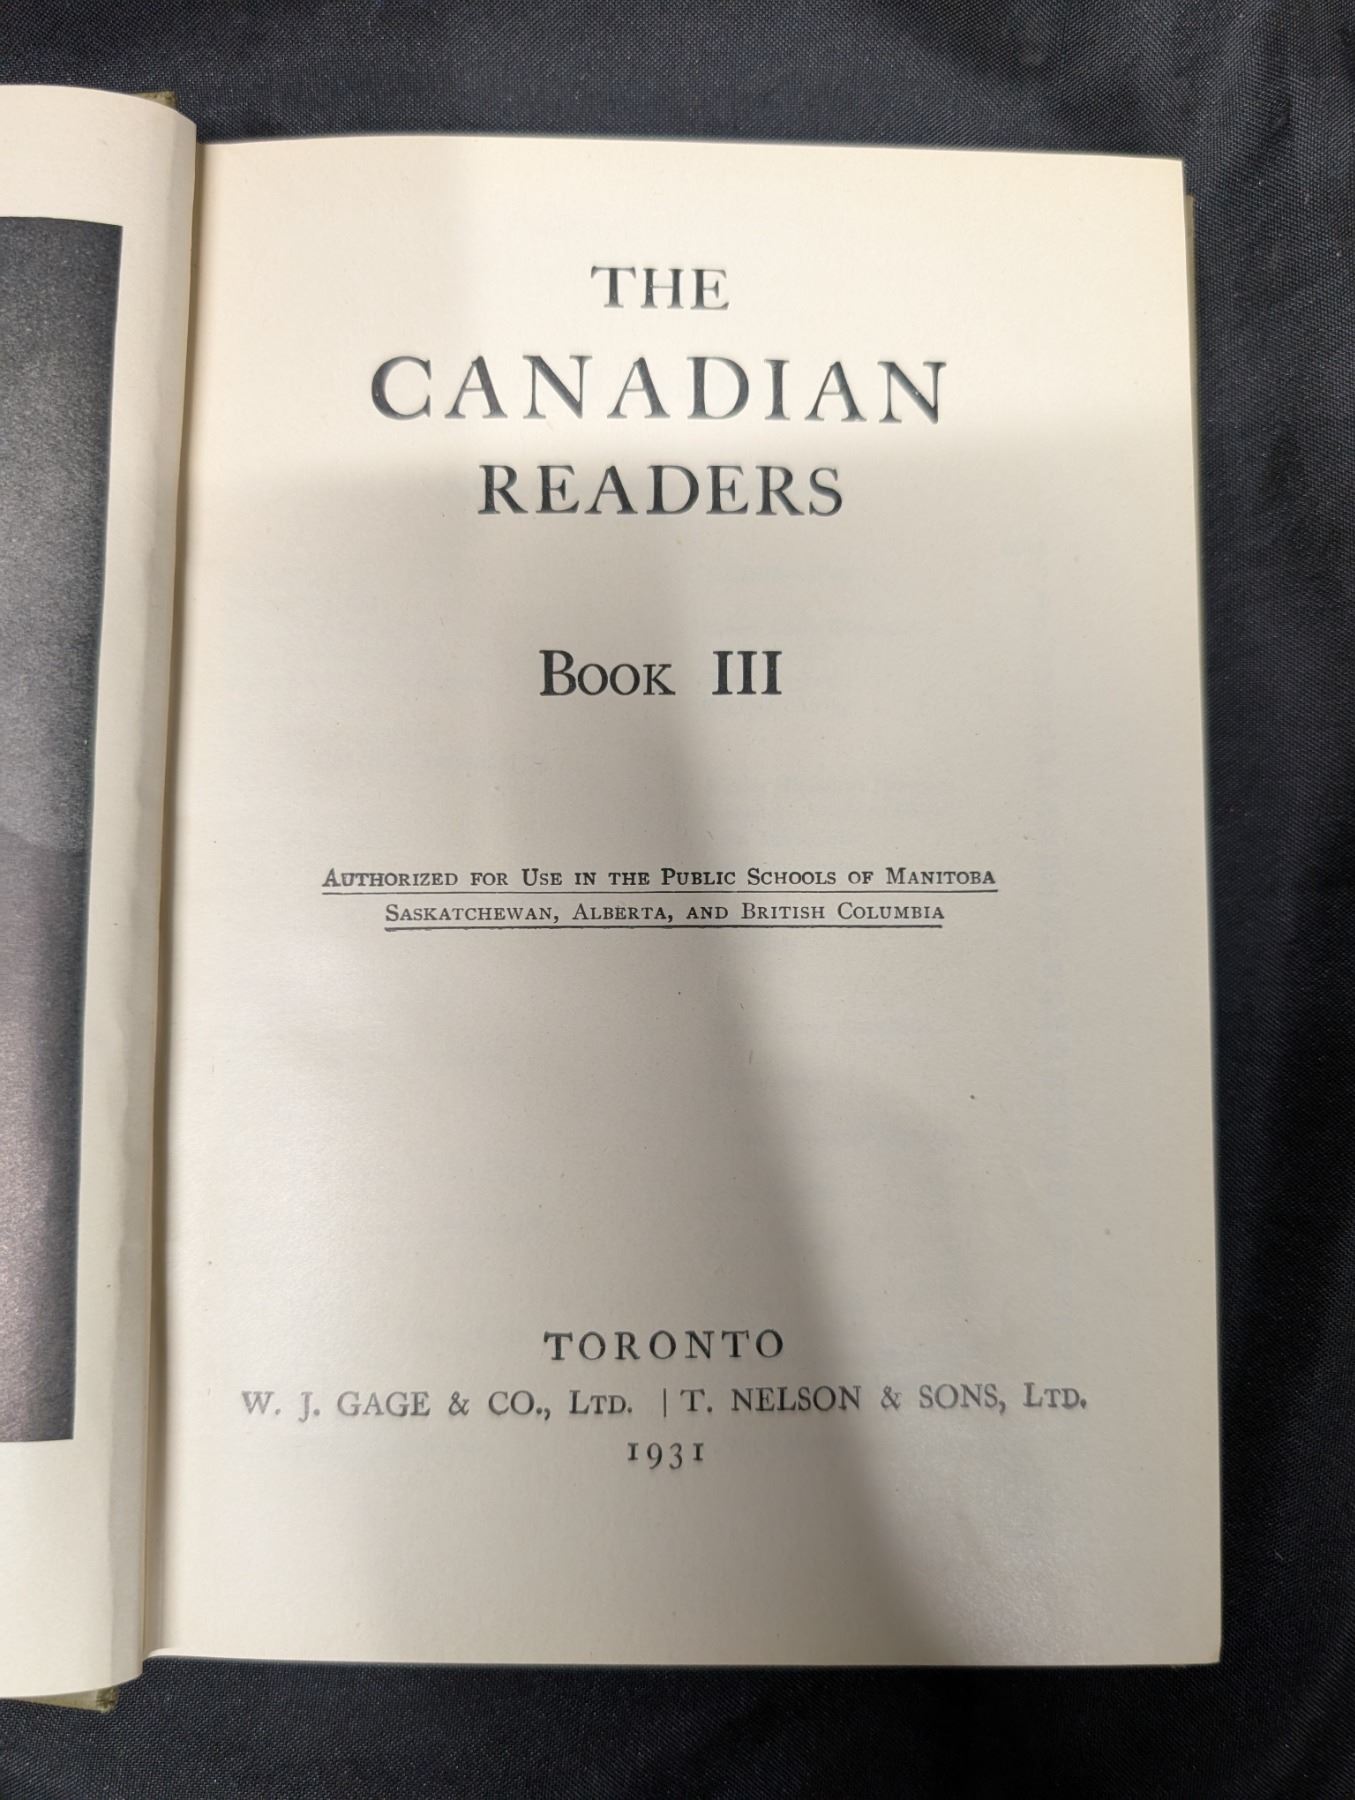 THE
CANADIAN
READERS
BOOK III
AUTHORIZED FOR USE IN THE PUBLIC SCHOOLS OF MANITOBA
SASKATCHEWAN, ALBERTA, AND BRITISH COLUMBIA
TORONTO
W. J. GAGE & CO., LTD. | T. NELSON & SONS, LTD.
1931